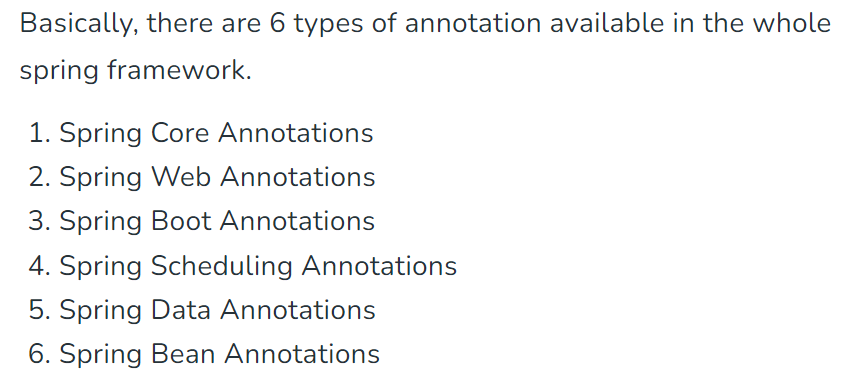 Basically, there are 6 types of annotation available in the whole
spring framework.
1. Spring Core Annotations
2. Spring Web Annotations
3. Spring Boot Annotations
4. Spring Scheduling Annotations
5. Spring Data Annotations
6. Spring Bean Annotations